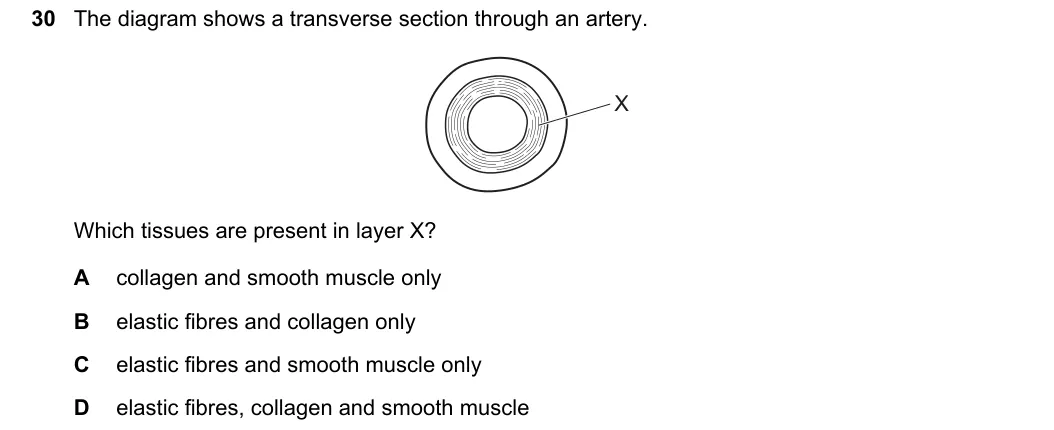 30 The diagram shows a transverse section through an artery.
X
Which tissues are present in layer X?
A collagen and smooth muscle only
B elastic fibres and collagen only
C elastic fibres and smooth muscle only
D elastic fibres, collagen and smooth muscle